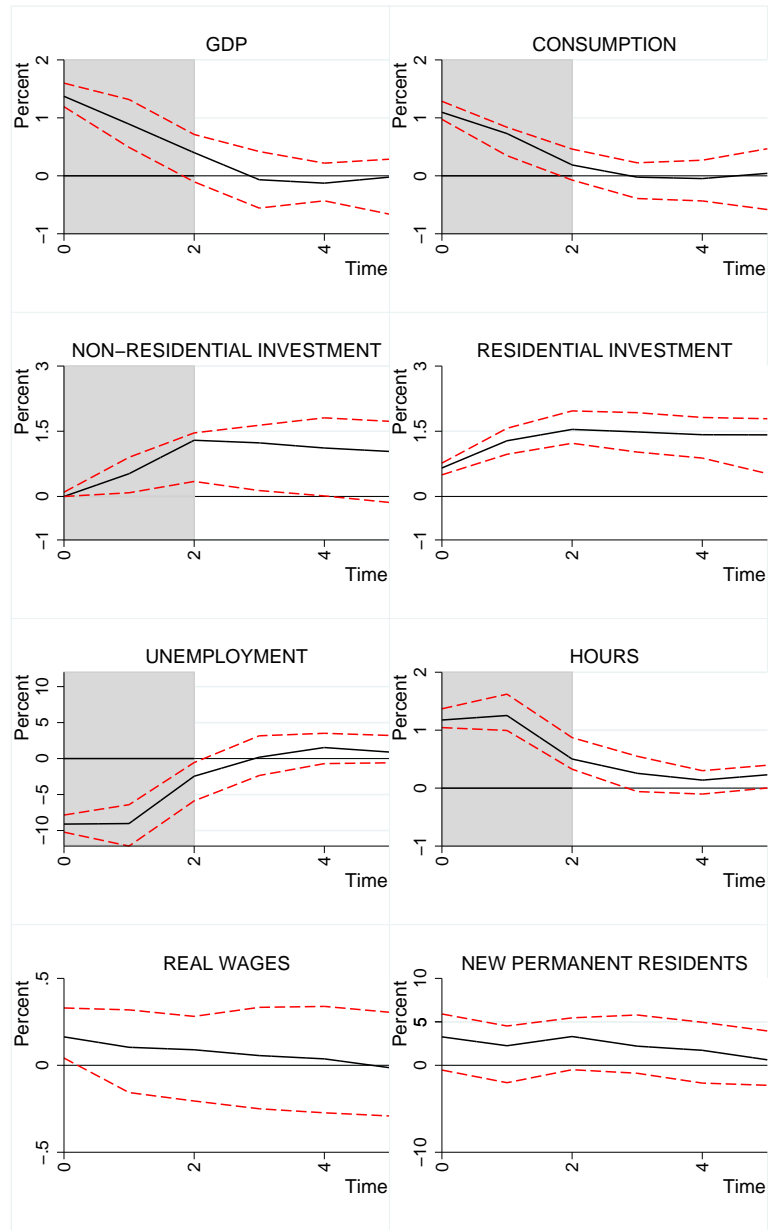 GDP
Percent
−1 0 1 2
0 2 4
Time
CONSUMPTION
Percent
−1 0 1 2
0 2 4
Time
NON−RESIDENTIAL INVESTMENT
Percent
−1 0 1.5 3
0 2 4
Time
RESIDENTIAL INVESTMENT
Percent
−1 0 1.5 3
0 2 4
Time
UNEMPLOYMENT
Percent
−10 −5 0 5 10
0 2 4
Time
HOURS
Percent
−1 0 1 2
0 2 4
Time
REAL WAGES
Percent
−.5 0 .5
0 2 4
Time
NEW PERMANENT RESIDENTS
Percent
−10 0 5 10
0 2 4
Time